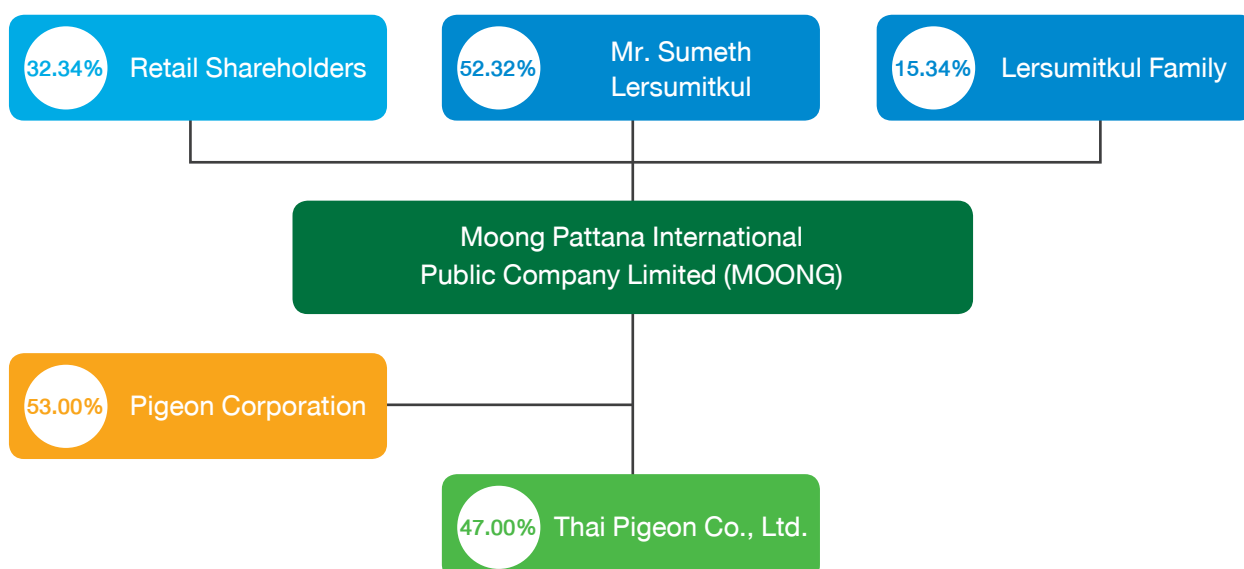 32.34% Retail Shareholders
52.32% Mr. Sumeth
Lersumitkul
15.34% Lersumitkul Family
Moong Pattana International
Public Company Limited (MOONG)
53.00% Pigeon Corporation
47.00% Thai Pigeon Co., Ltd.